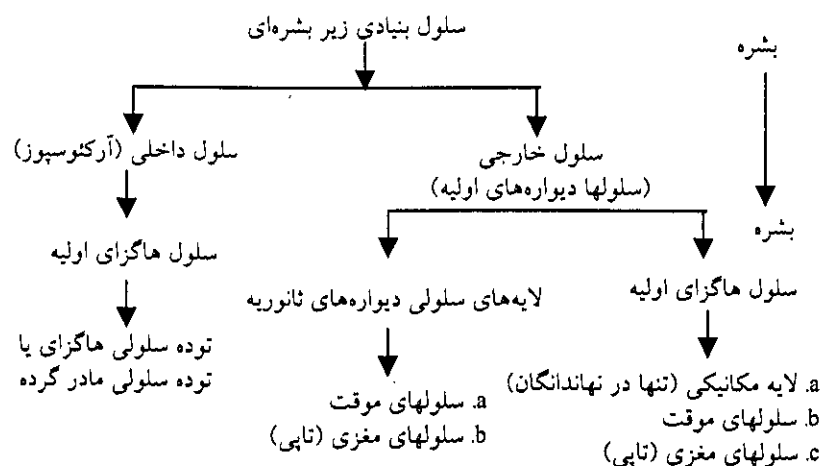 سلول بنیادی زیر بشره‌ای
بشره
سلول خارجی
(سلولها دیواره‌های اولیه)
سلول داخلی (آرکئوسپوز)
بشره
سلول هاگزای اولیه
لایه‌های سلولی دیواره‌های ثانوریه
سلول هاگزای اولیه
a. لایه مکانیکی (تنها در نهاندانگان)
b. سلولهای موقت
c. سلولهای مغزی (تاپی)
a. سلولهای موقت
b. سلولهای مغزی (تاپی)
توده سلولی هاگزای یا
توده سلولی مادر گرده